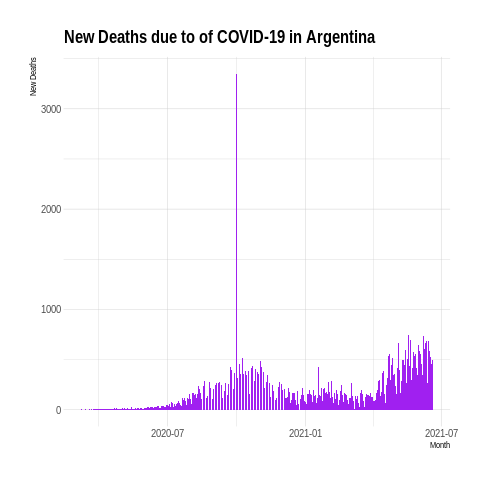 New Deaths due to of COVID-19 in Argentina
New Deaths
3000
2000
1000
0
2020-07 2021-01 2021-07
Month